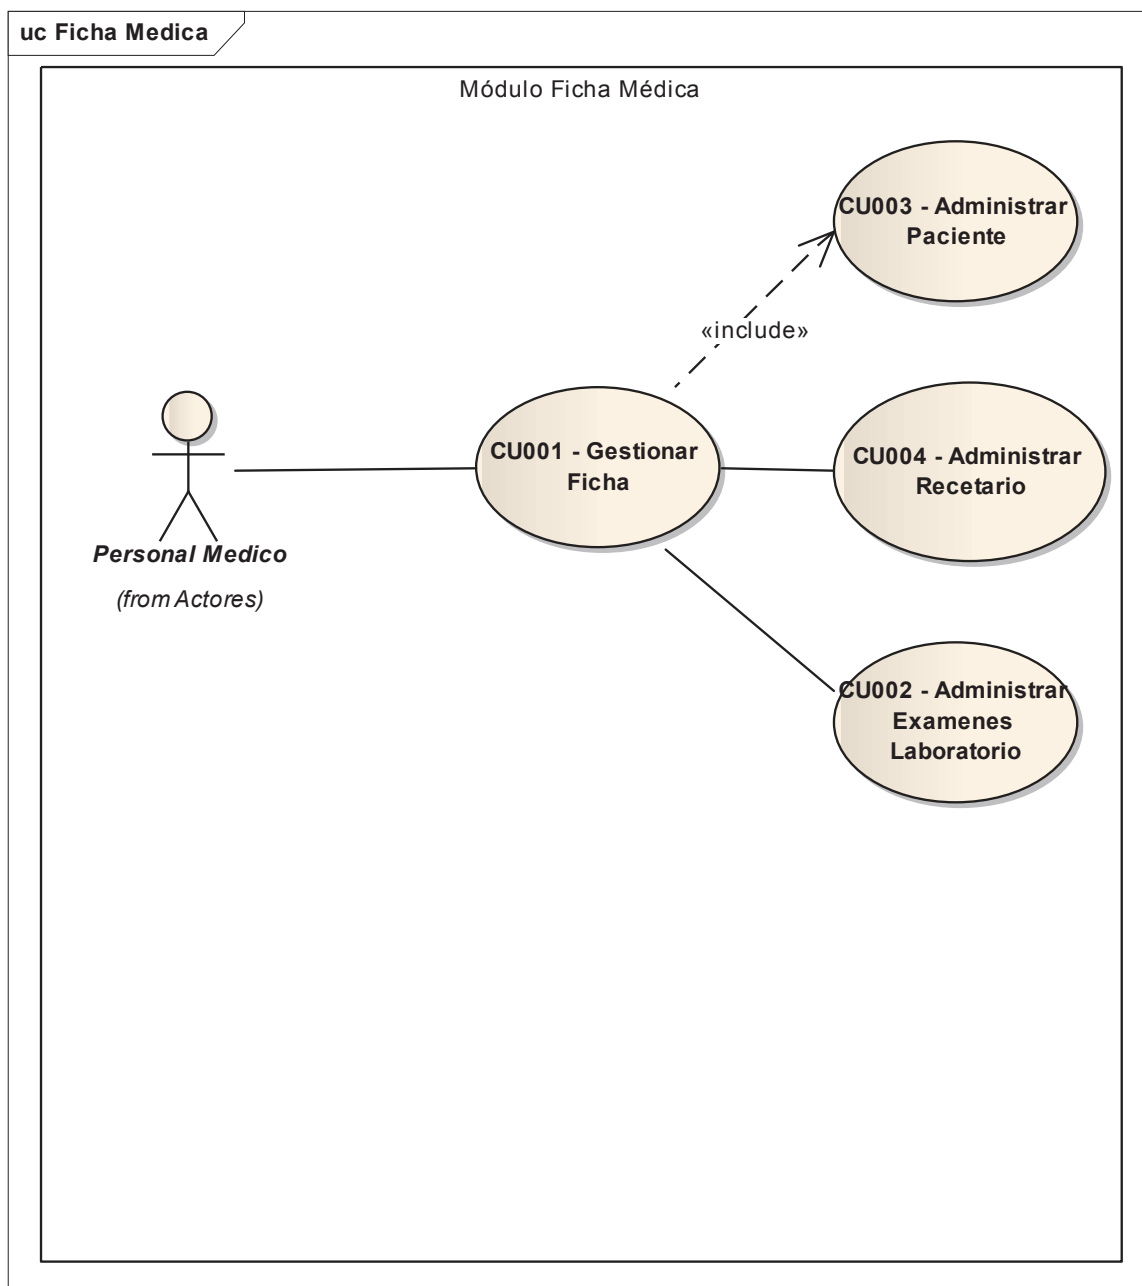 uc Ficha Medica
Módulo Ficha Médica
CU003 - Administrar
Paciente
«include»
CU001 - Gestionar
Ficha
CU004 - Administrar
Recetario
Personal Medico
(from Actores)
CU002 - Administrar
Examenes
Laboratorio